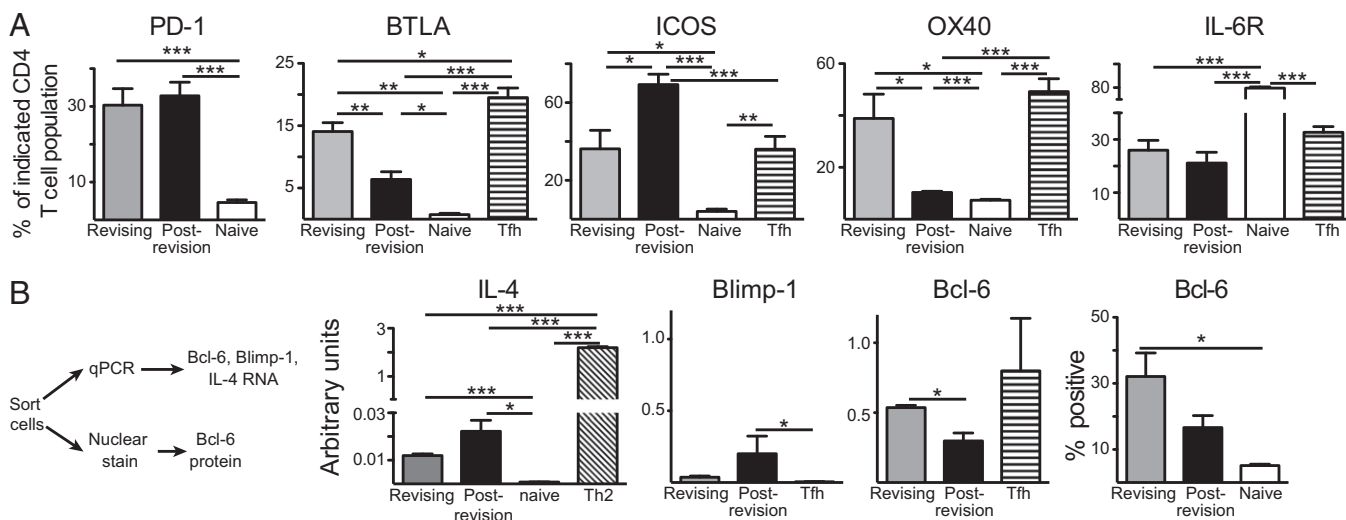 A
PD-1
BTLA
ICOS
OX40
IL-6R
% of indicated CD4
T cell population
***
***
30
10
Revising Post-revision Naive
*
***
**
***
**
*
25
15
5
Revising Post-revision Naive Tfh
*
*
***
***
**
60
20
Revising Post-revision Naive Tfh
***
*
***
*
***
60
20
Revising Post-revision Naive Tfh
***
***
***
80
30
10
Revising Post-revision Naive Tfh
B
Sort
cells
qPCR
Bcl-6, Blimp-1,
IL-4 RNA
Nuclear
stain
Bcl-6
protein
IL-4
Arbitrary units
***
***
***
***
*
3
1
0.03
0.01
Revising Post-revision naive Th2
Blimp-1
1.0
0.5
*
Revising Post-revision Tfh
Bcl-6
1.0
0.5
*
Revising Post-revision Tfh
Bcl-6
% positive
50
30
10
*
Revising Post-revision Naive